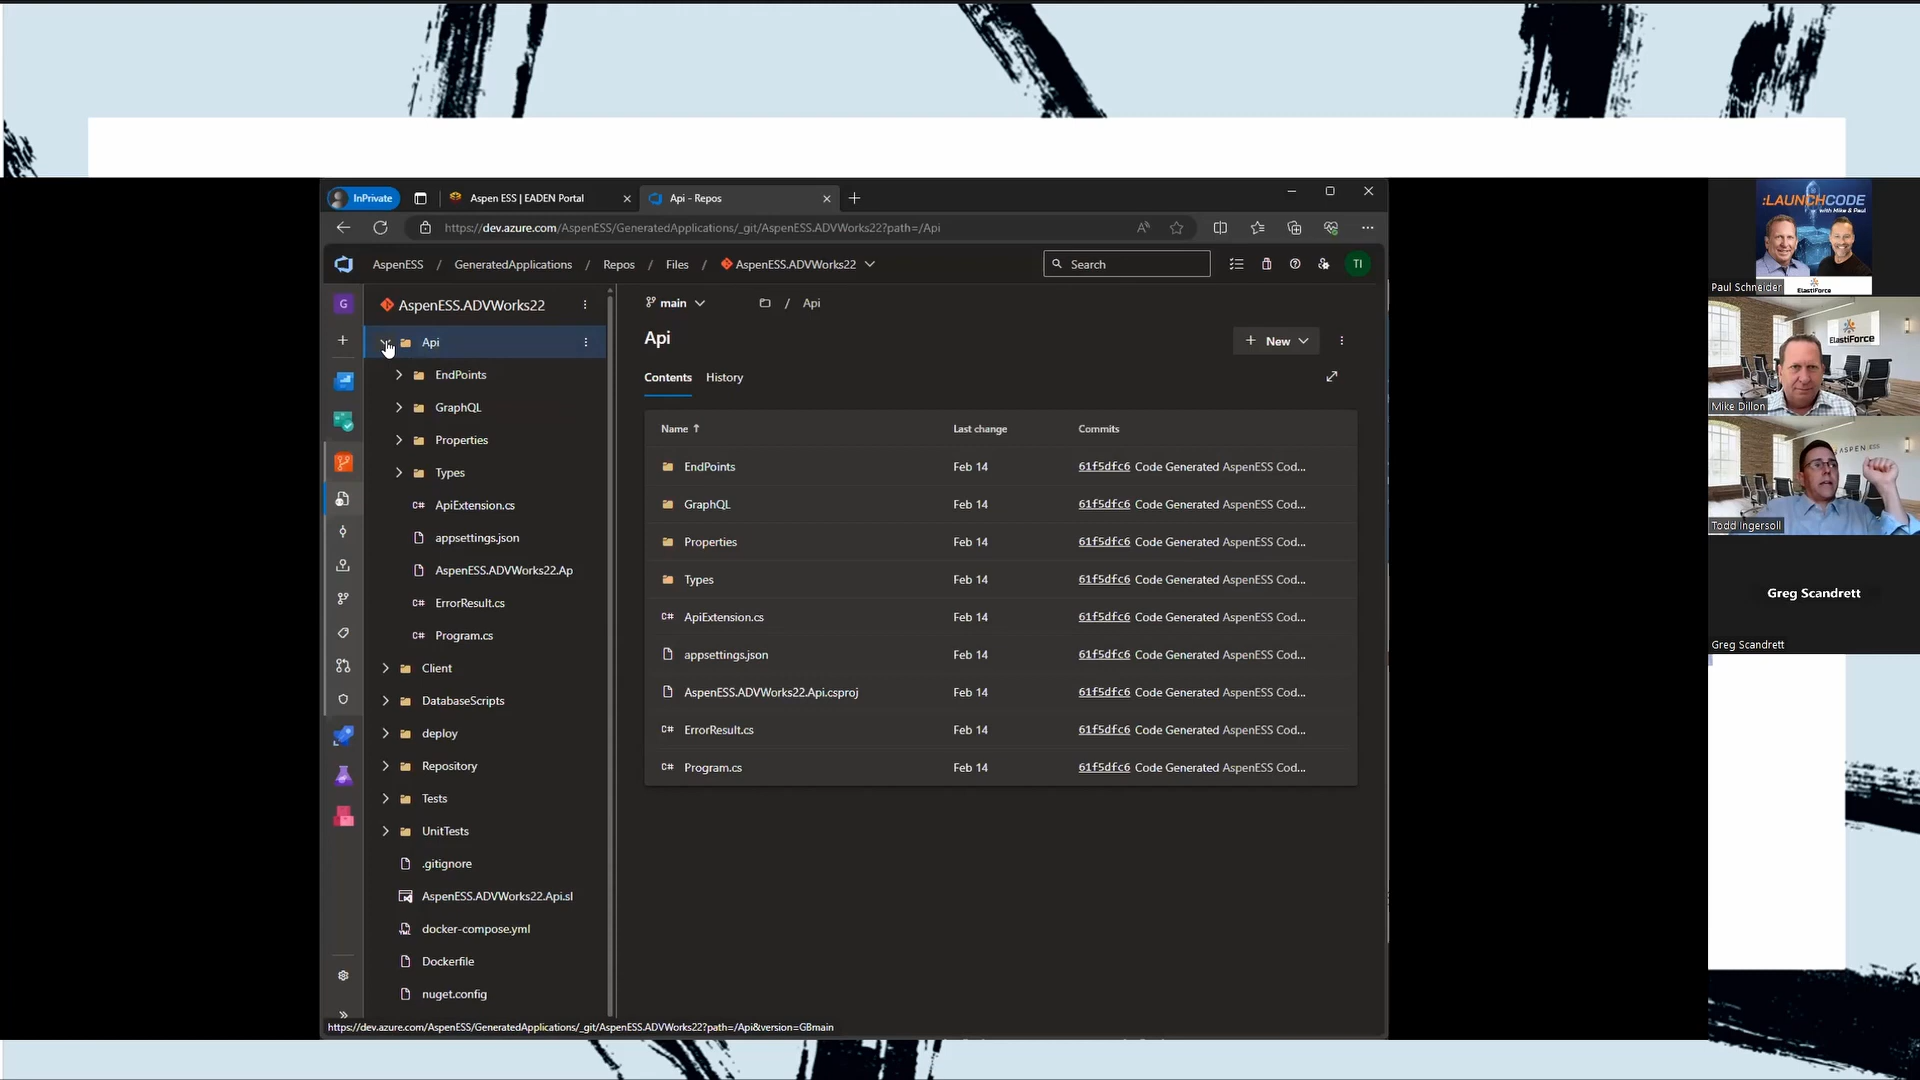 InPrivate
Aspen ESS | EADEN Portal
Api - Repos
https://dev.azure.com/AspenESS/GeneratedApplications/_git/AspenESS.ADVWorks22?path=/Api
AspenESS / GeneratedApplications / Repos / Files / AspenESS.ADVWorks22
Search
TI
G
AspenESS.ADVWorks22
Api
EndPoints
GraphQL
Properties
Types
C# ApiExtension.cs
appsettings.json
AspenESS.ADVWorks22.Ap
C# ErrorResult.cs
C# Program.cs
Client
DatabaseScripts
deploy
Repository
Tests
UnitTests
.gitignore
AspenESS.ADVWorks22.Api.sl
docker-compose.yml
Dockerfile
nuget.config
main / Api
Api
New
Contents History
Name Last change Commits
EndPoints Feb 14 61f5dfc6 Code Generated AspenESS Cod...
GraphQL Feb 14 61f5dfc6 Code Generated AspenESS Cod...
Properties Feb 14 61f5dfc6 Code Generated AspenESS Cod...
Types Feb 14 61f5dfc6 Code Generated AspenESS Cod...
C# ApiExtension.cs Feb 14 61f5dfc6 Code Generated AspenESS Cod...
appsettings.json Feb 14 61f5dfc6 Code Generated AspenESS Cod...
AspenESS.ADVWorks22.Api.csproj Feb 14 61f5dfc6 Code Generated AspenESS Cod...
C# ErrorResult.cs Feb 14 61f5dfc6 Code Generated AspenESS Cod...
C# Program.cs Feb 14 61f5dfc6 Code Generated AspenESS Cod...
https://dev.azure.com/AspenESS/GeneratedApplications/_git/AspenESS.ADVWorks22?path=/Api&version=GBmain
:LAUNCHCODE
with Mike & Paul
ElastiForce
Paul Schneider
ElastiForce
Mike Dillon
ASPEN ESS
Todd Ingersoll
Greg Scandrett
Greg Scandrett